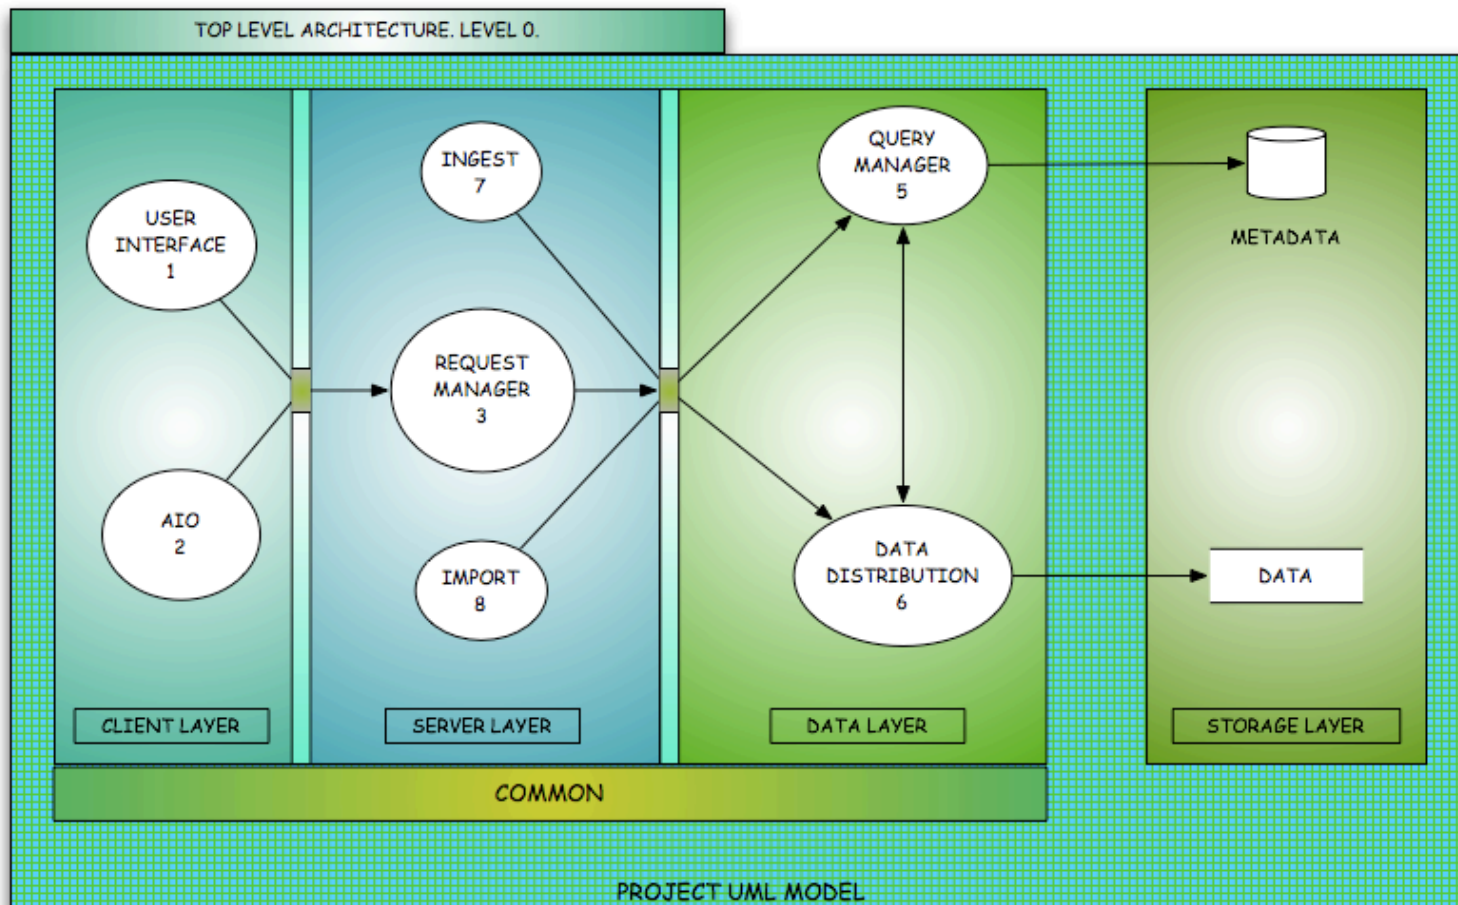 TOP LEVEL ARCHITECTURE. LEVEL 0.
USER
INTERFACE
1
AIO
2
CLIENT LAYER
INGEST
7
REQUEST
MANAGER
3
IMPORT
8
SERVER LAYER
QUERY
MANAGER
5
DATA
DISTRIBUTION
6
DATA LAYER
METADATA
DATA
STORAGE LAYER
COMMON
PROJECT UML MODEL